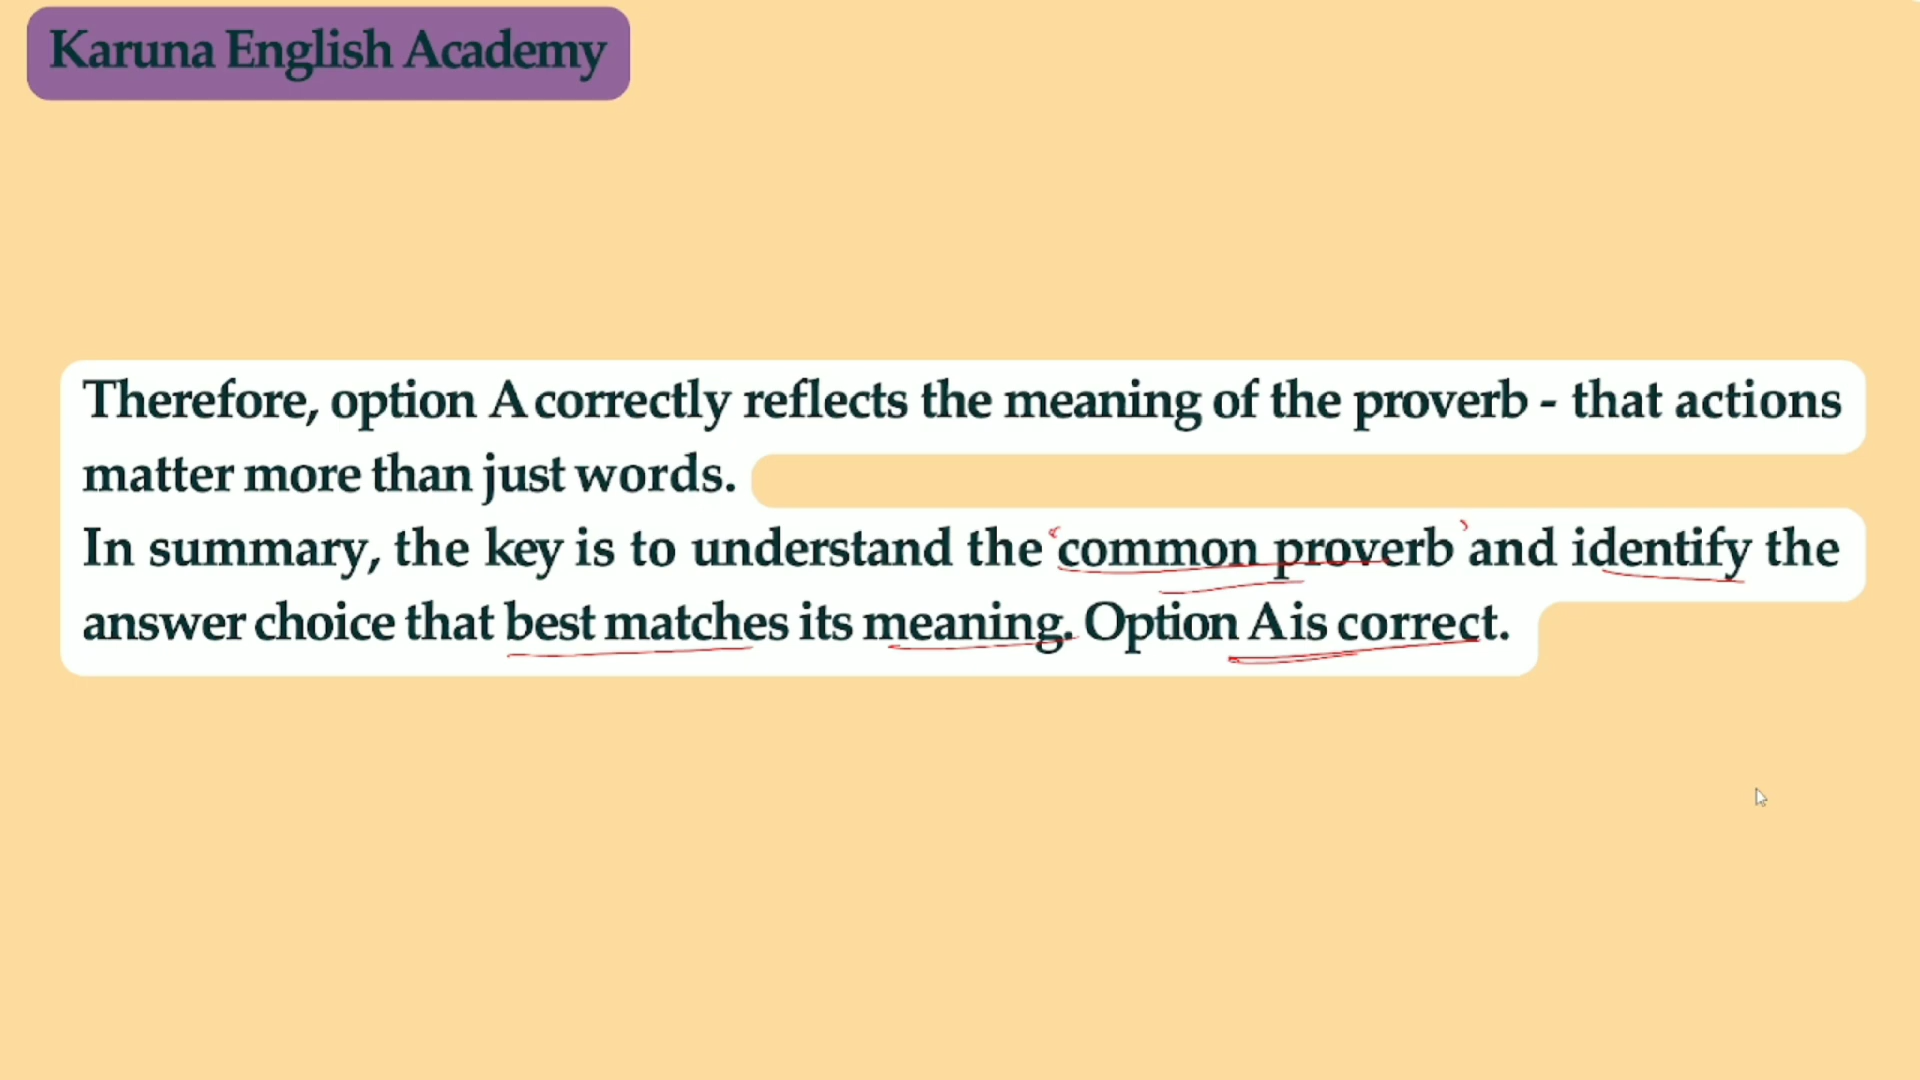 Karuna English Academy
Therefore, option A correctly reflects the meaning of the proverb - that actions
matter more than just words.
In summary, the key is to understand the ‘common proverb’ and identify the
answer choice that best matches its meaning. Option A is correct.